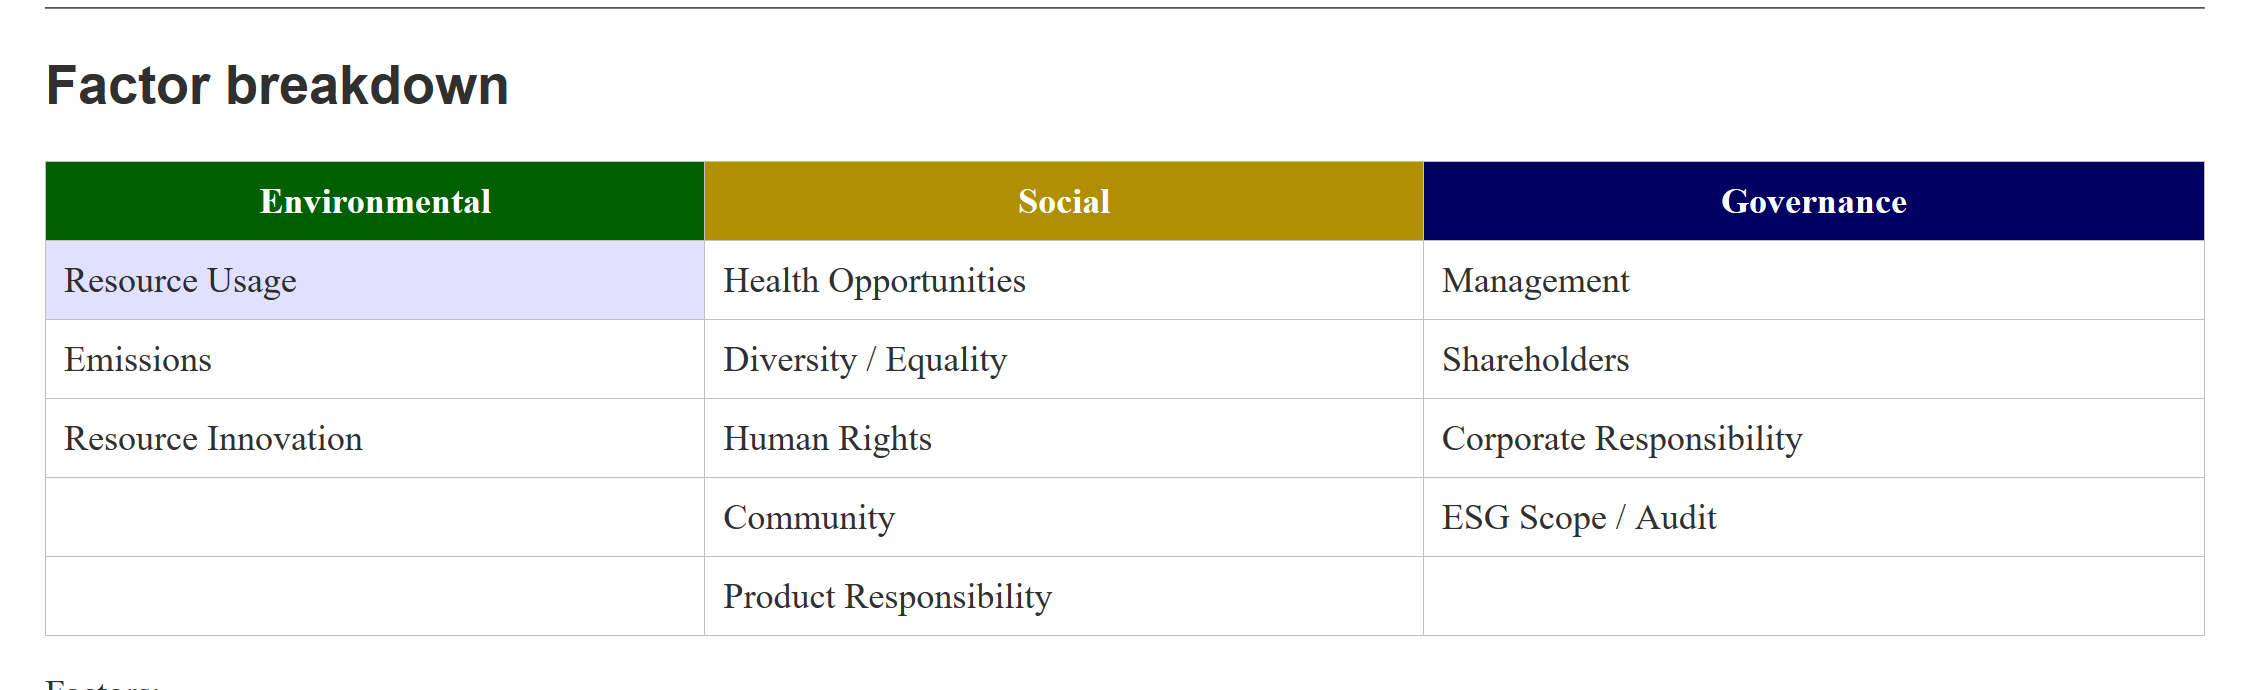 Factor breakdown
Environmental Social Governance
Resource Usage Health Opportunities Management
Emissions Diversity / Equality Shareholders
Resource Innovation Human Rights Corporate Responsibility
Community ESG Scope / Audit
Product Responsibility